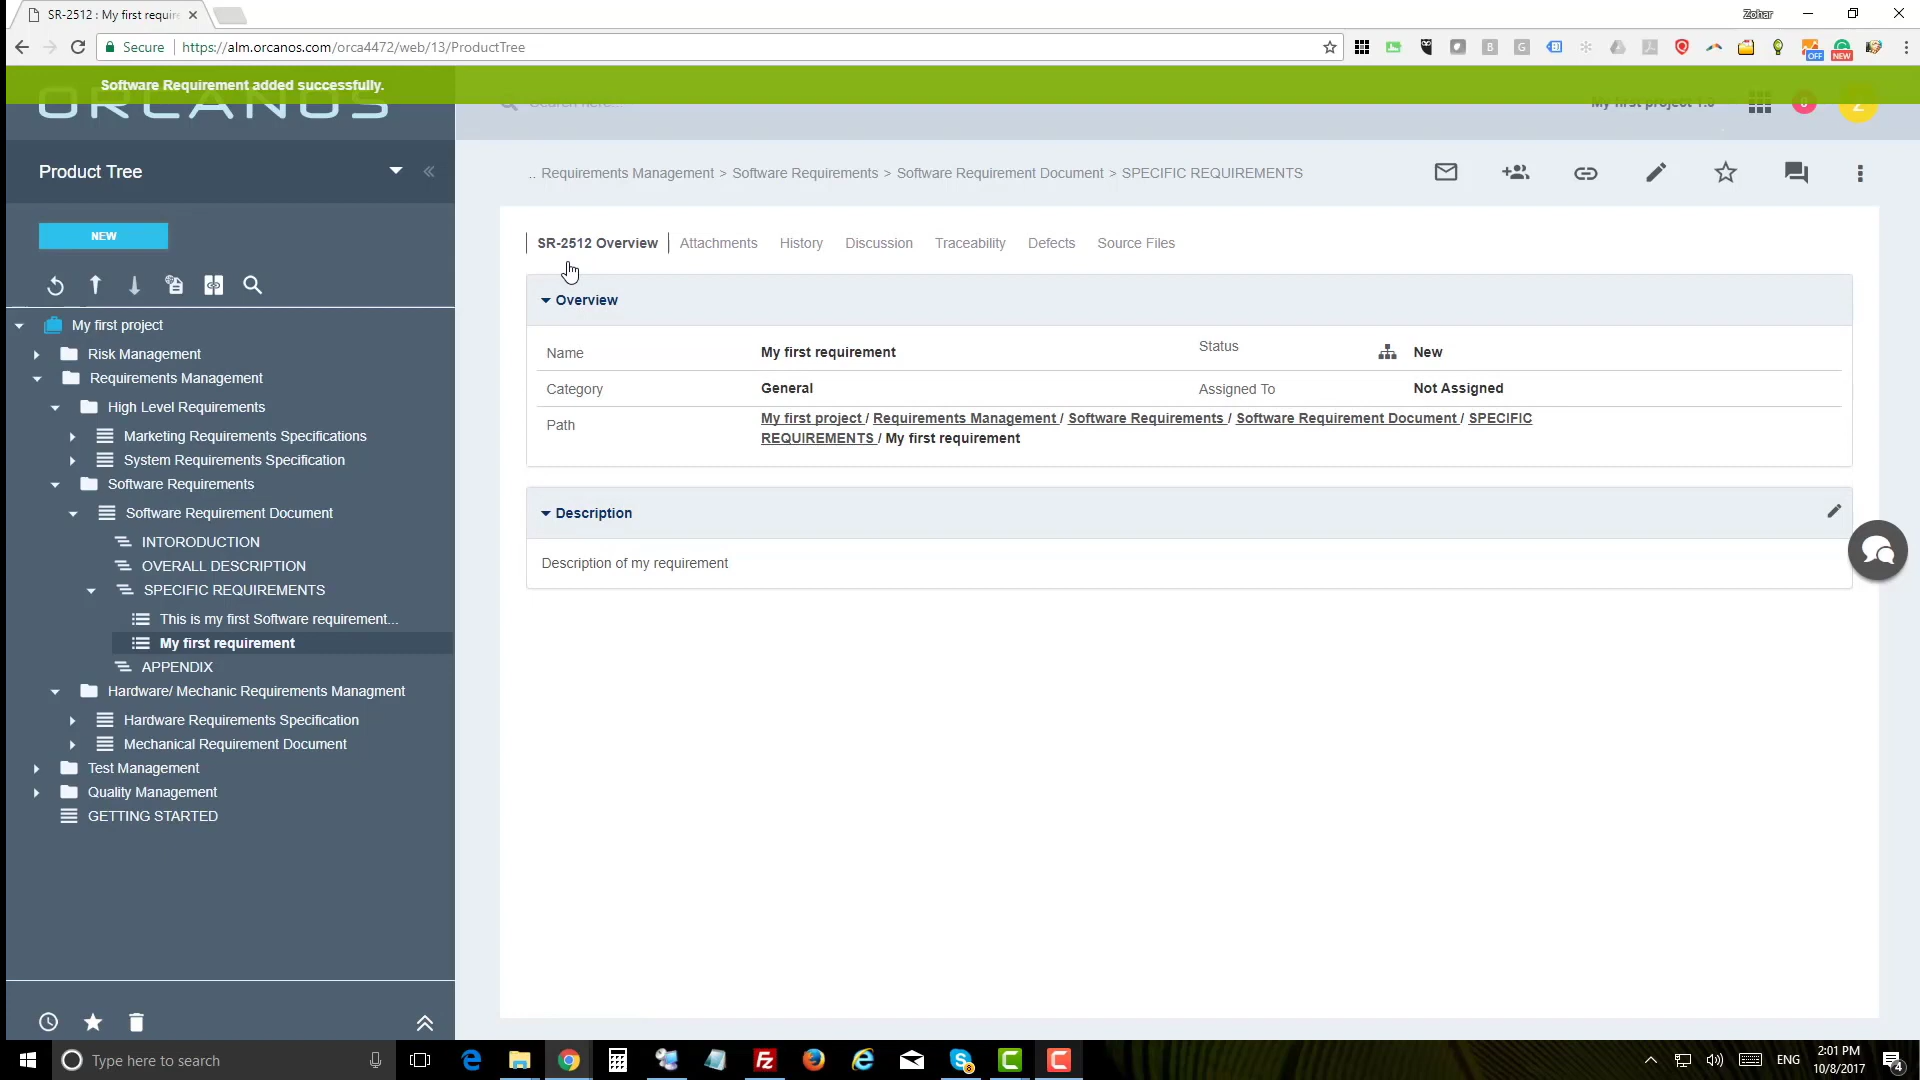 SR-2512 : My first require
Zohar
Secure
https://alm.orcanos.com/orca4472/web/13/ProductTree
B
G
OFF
NEW
Software Requirement added successfully.
ORCANOS
Search here...
My first project 1.0
Z
Product Tree
.. Requirements Management > Software Requirements > Software Requirement Document > SPECIFIC REQUIREMENTS
NEW
SR-2512 Overview
Attachments
History
Discussion
Traceability
Defects
Source Files
Overview
Name
My first requirement
Status
New
Category
General
Assigned To
Not Assigned
Path
My first project / Requirements Management / Software Requirements / Software Requirement Document / SPECIFIC
REQUIREMENTS / My first requirement
Description
Description of my requirement
My first project
Risk Management
Requirements Management
High Level Requirements
Marketing Requirements Specifications
System Requirements Specification
Software Requirements
Software Requirement Document
INTORODUCTION
OVERALL DESCRIPTION
SPECIFIC REQUIREMENTS
This is my first Software requirement...
My first requirement
APPENDIX
Hardware/ Mechanic Requirements Managment
Hardware Requirements Specification
Mechanical Requirement Document
Test Management
Quality Management
GETTING STARTED
Type here to search
8
ENG
2:01 PM
10/8/2017
4